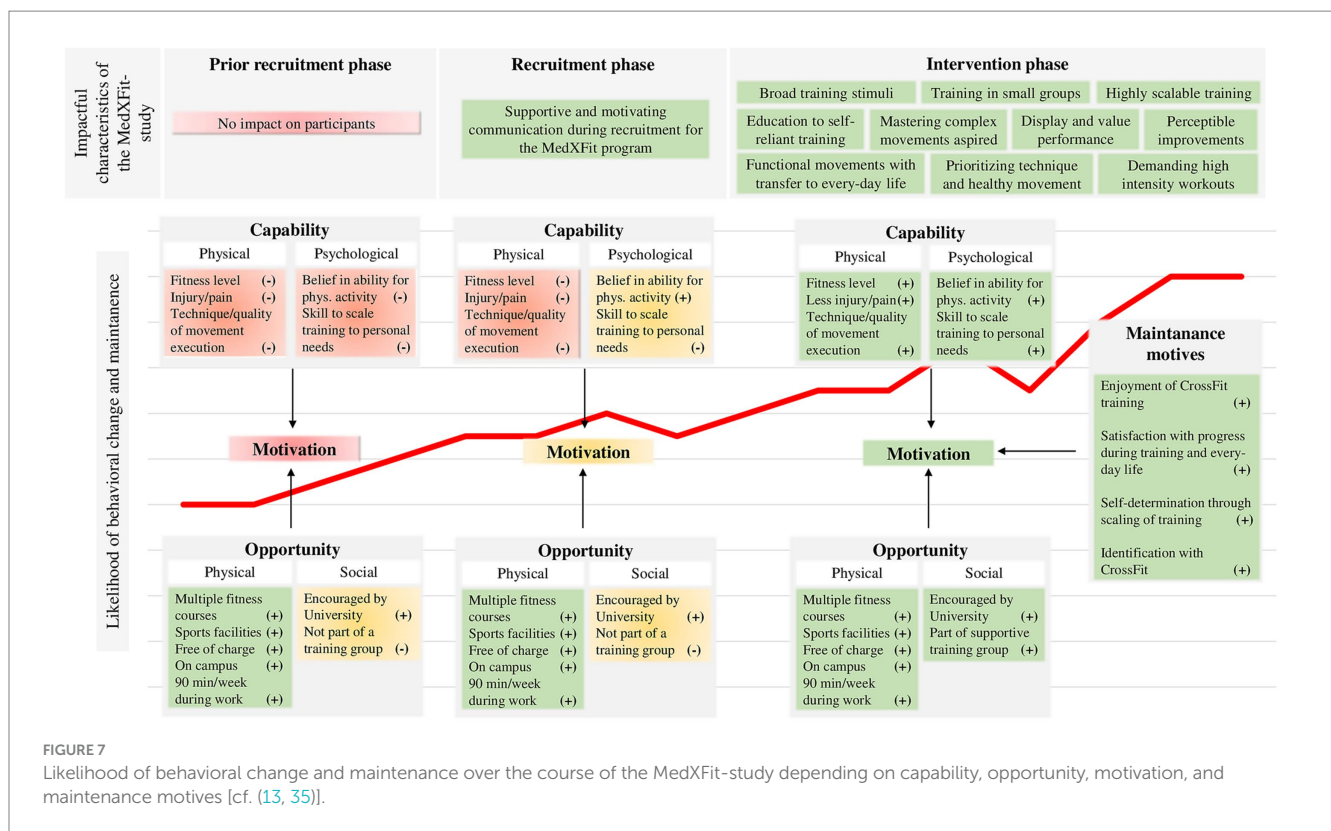 Impactful
characteristics of
the MedXFit-
study
Prior recruitment phase
No impact on participants
Recruitment phase
Supportive and motivating
communication during recruitment for
the MedXFit program
Intervention phase
Broad training stimuli
Training in small groups
Highly scalable training
Education to self-
reliant training
Mastering complex
movements aspired
Display and value
performance
Perceptible
improvements
Functional movements with
transfer to every-day life
Prioritizing technique
and healthy movement
Demanding high
intensity workouts
Likelihood of behavioral change and maintenance
Capability
Physical
Fitness level (-)
Injury/pain (-)
Technique/quality
of movement
execution (-)
Psychological
Belief in ability for
phys. activity (-)
Skill to scale
training to personal
needs (-)
Motivation
Opportunity
Physical
Multiple fitness
courses (+)
Sports facilities (+)
Free of charge (+)
On campus (+)
90 min/week
during work (+)
Social
Encouraged by
University (+)
Not part of a
training group (-)
Capability
Physical
Fitness level (-)
Injury/pain (-)
Technique/quality
of movement
execution (-)
Psychological
Belief in ability for
phys. activity (+)
Skill to scale
training to personal
needs (-)
Motivation
Opportunity
Physical
Multiple fitness
courses (+)
Sports facilities (+)
Free of charge (+)
On campus (+)
90 min/week
during work (+)
Social
Encouraged by
University (+)
Not part of a
training group (-)
Capability
Physical
Fitness level (+)
Less injury/pain (+)
Technique/quality
of movement
execution (+)
Psychological
Belief in ability for
phys. activity (+)
Skill to scale
training to personal
needs (+)
Motivation
Opportunity
Physical
Multiple fitness
courses (+)
Sports facilities (+)
Free of charge (+)
On campus (+)
90 min/week
during work (+)
Social
Encouraged by
University (+)
Part of supportive
training group (+)
Maintanance
motives
Enjoyment of CrossFit
training (+)
Satisfaction with progress
during training and every-
day life (+)
Self-determination through
scaling of training (+)
Identification with
CrossFit (+)
FIGURE 7
Likelihood of behavioral change and maintenance over the course of the MedXFit-study depending on capability, opportunity, motivation, and
maintenance motives [cf. (13, 35)].